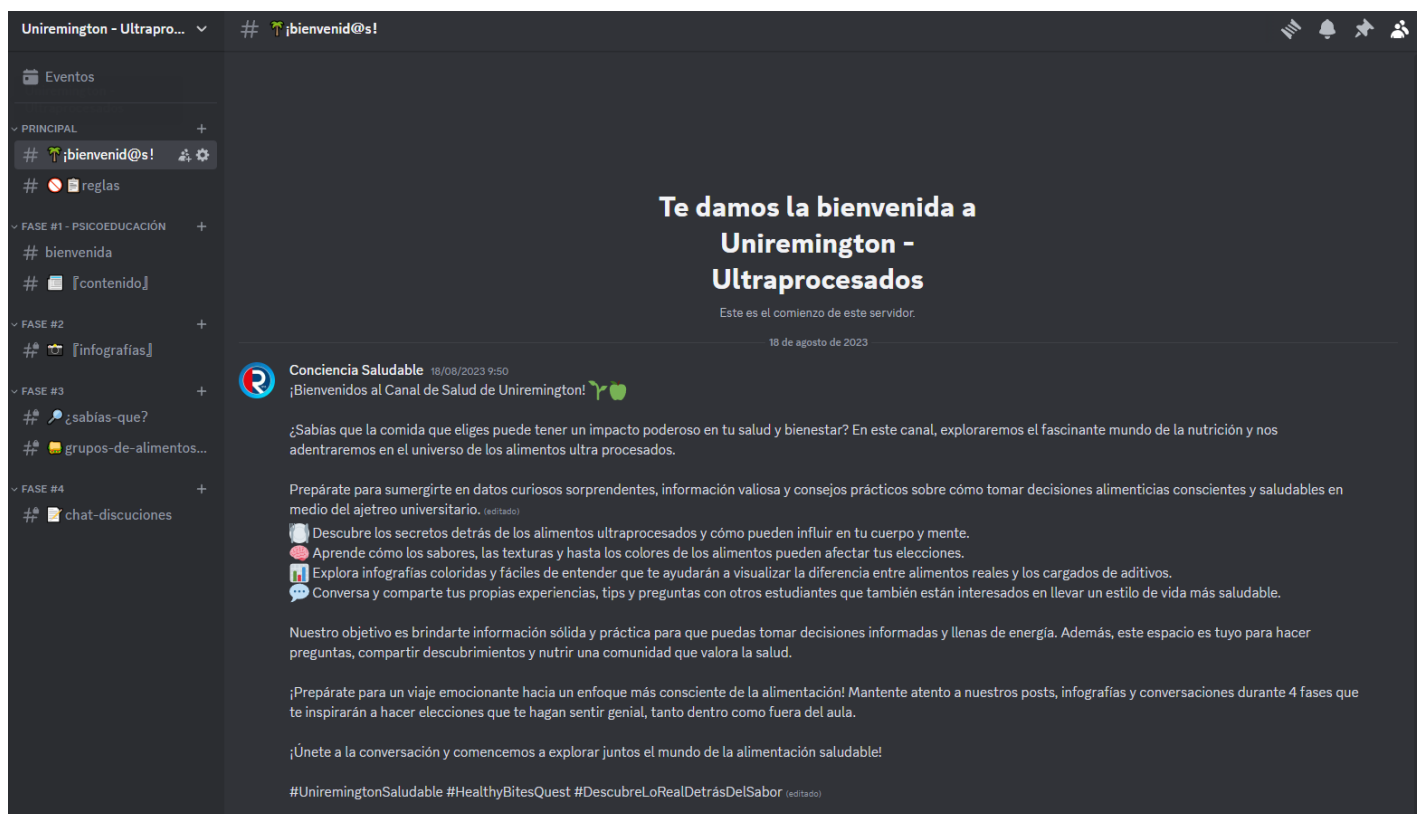 Uniremington - Ultrapro...
Eventos
PRINCIPAL
# 🌴¡bienvenid@s!
# 🚫📋reglas
FASE #1 - PSICOEDUCACIÓN
# bienvenida
# 📰『contenido』
FASE #2
# 📸『infografías』
FASE #3
# 🔎¿sabías-que?
# 🍔grupos-de-alimentos...
FASE #4
# 📝chat-discuciones
# 🌴¡bienvenid@s!
Te damos la bienvenida a
Uniremington -
Ultraprocesados
Este es el comienzo de este servidor.
18 de agosto de 2023
Conciencia Saludable 18/08/2023 9:50
¡Bienvenidos al Canal de Salud de Uniremington! 🌱🍏
¿Sabías que la comida que eliges puede tener un impacto poderoso en tu salud y bienestar? En este canal, exploraremos el fascinante mundo de la nutrición y nos
adentraremos en el universo de los alimentos ultra procesados.
Prepárate para sumergirte en datos curiosos sorprendentes, información valiosa y consejos prácticos sobre cómo tomar decisiones alimenticias conscientes y saludables en
medio del ajetreo universitario. (editado)
🍽️ Descubre los secretos detrás de los alimentos ultraprocesados y cómo pueden influir en tu cuerpo y mente.
🧠 Aprende cómo los sabores, las texturas y hasta los colores de los alimentos pueden afectar tus elecciones.
📊 Explora infografías coloridas y fáciles de entender que te ayudarán a visualizar la diferencia entre alimentos reales y los cargados de aditivos.
💬 Conversa y comparte tus propias experiencias, tips y preguntas con otros estudiantes que también están interesados en llevar un estilo de vida más saludable.
Nuestro objetivo es brindarte información sólida y práctica para que puedas tomar decisiones informadas y llenas de energía. Además, este espacio es tuyo para hacer
preguntas, compartir descubrimientos y nutrir una comunidad que valora la salud.
¡Prepárate para un viaje emocionante hacia un enfoque más consciente de la alimentación! Mantente atento a nuestros posts, infografías y conversaciones durante 4 fases que
te inspirarán a hacer elecciones que te hagan sentir genial, tanto dentro como fuera del aula.
¡Únete a la conversación y comencemos a explorar juntos el mundo de la alimentación saludable!
#UniremingtonSaludable #HealthyBitesQuest #DescubreLoRealDetrásDelSabor (editado)